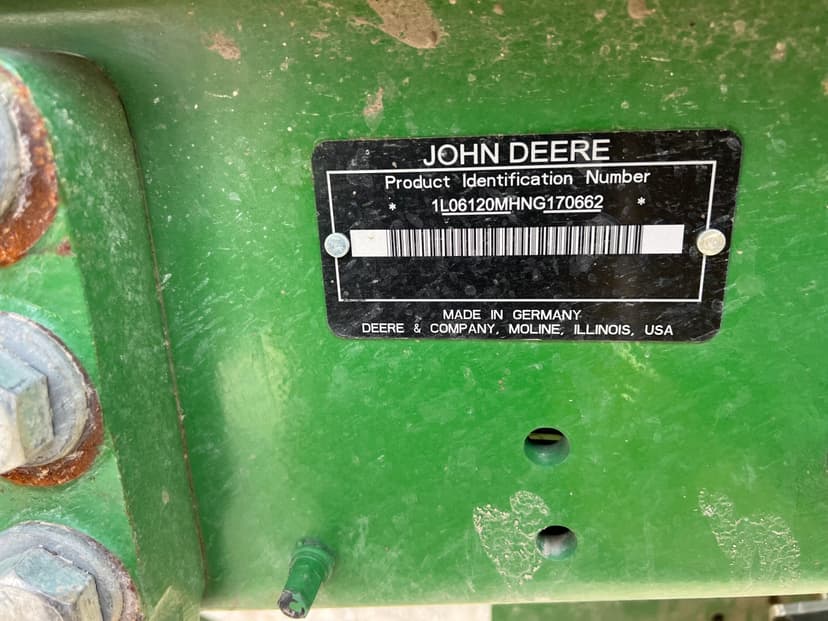 JOHN DEERE
Product Identification Number
* 1L06120MHNG170662 *
MADE IN GERMANY
DEERE & COMPANY, MOLINE, ILLINOIS, USA